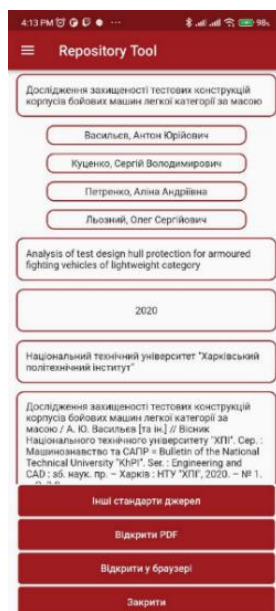 4:13 PM
98
Repository Tool
Дослідження захищеності тестових конструкцій
корпусів бойових машин легкої категорії за масою
Васильєв, Антон Юрійович
Куценко, Сергій Володимирович
Петренко, Аліна Андріївна
Льозний, Олег Сергійович
Analysis of test design hull protection for armoured
fighting vehicles of lightweight category
2020
Національний технічний університет "Харківський
політехнічний інститут"
Дослідження захищеності тестових конструкцій
корпусів бойових машин легкої категорії за
масою / А. Ю. Васильєв [та ін.] // Вісник
Національного технічного університету "ХПІ". Сер. :
Машинознавство та САПР = Bulletin of the National
Technical University "KhPI". Ser. : Engineering and
CAD : зб. наук. пр. – Харків : НТУ "ХПІ", 2020. – № 1.
Інші стандарти джерел
Відкрити PDF
Відкрити у браузері
Закрити